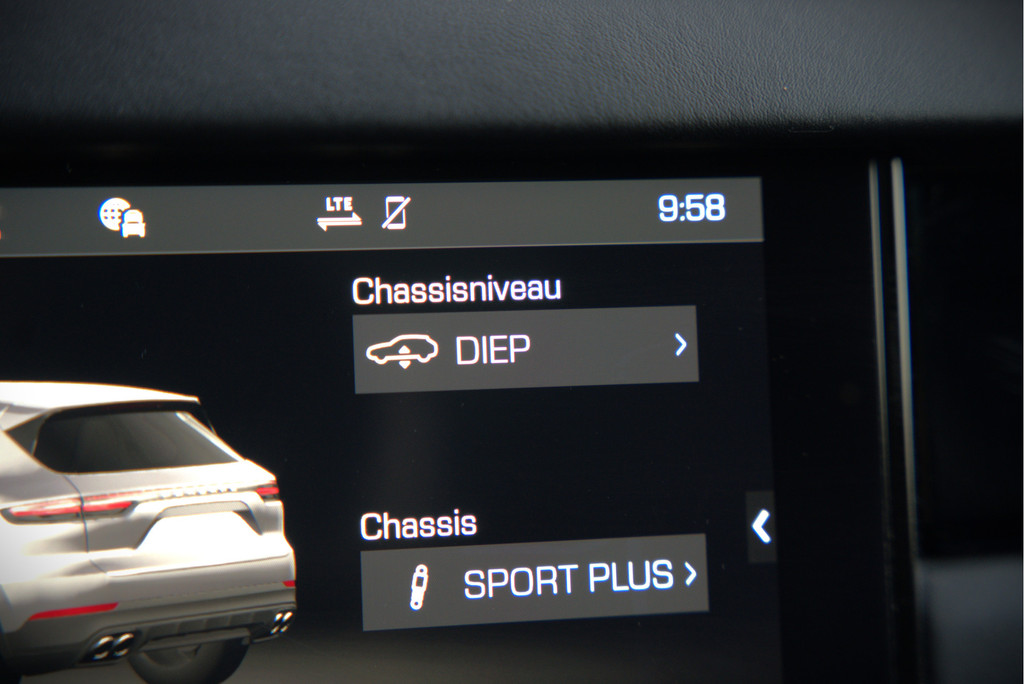 LTE
9:58
Chassisniveau
DIEP
Chassis
SPORT PLUS